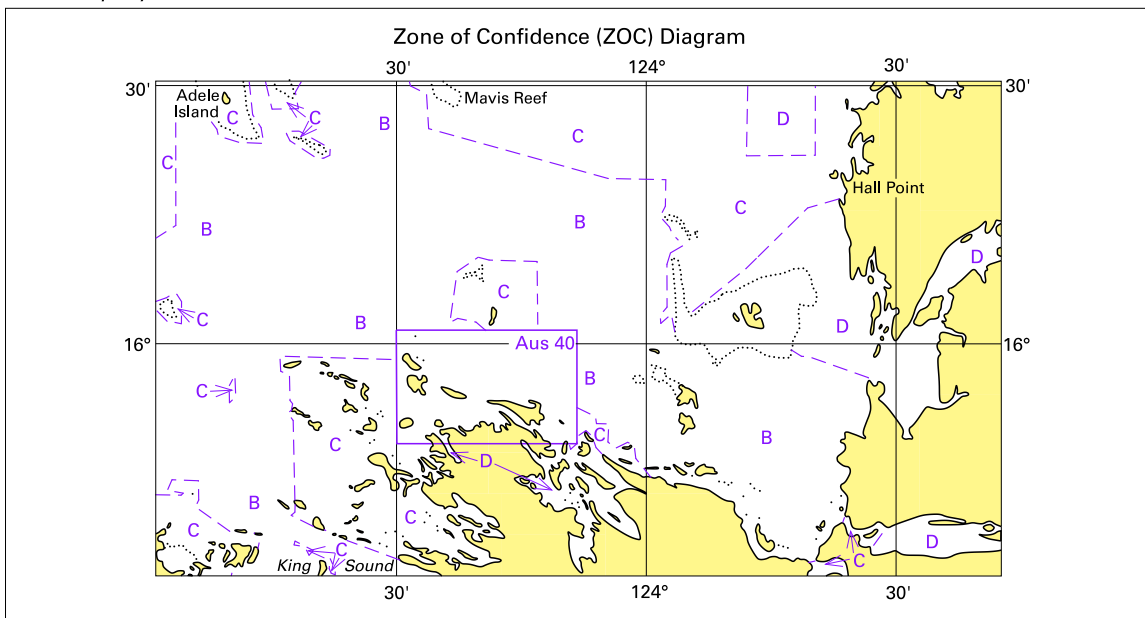 Zone of Confidence (ZOC) Diagram
30' 124° 30'
30' 30'
Adele
Island
Mavis Reef
C C B C D
C
Hall Point
B B C
D
C
C B D
16° Aus 40 16°
C B
C C B
D
B C
C
C D
King Sound
C
30' 124° 30'